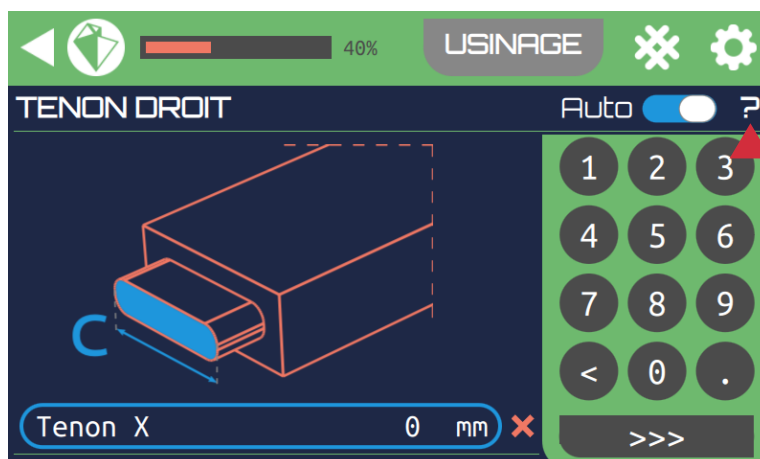 40% USINAGE
TENON DROIT Auto ?
1 2 3
4 5 6
7 8 9
C
< 0 .
Tenon X 0 mm
>>>